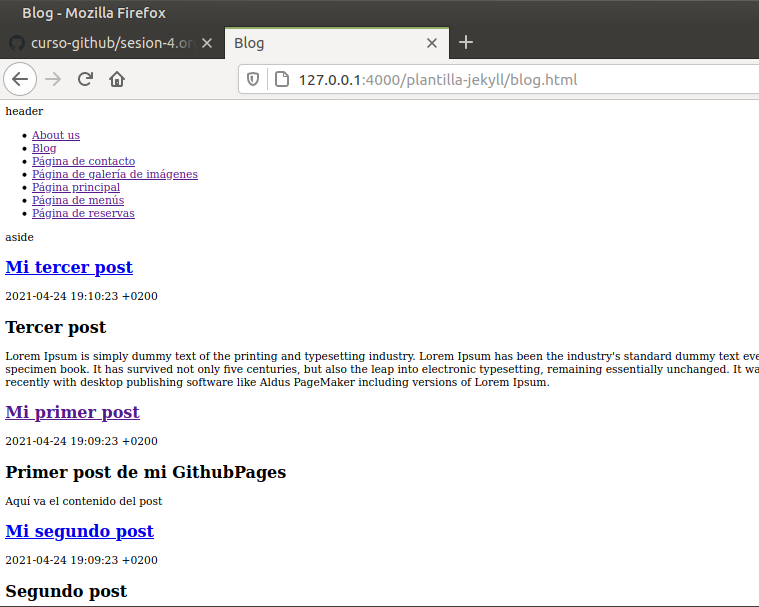 Blog - Mozilla Firefox
curso-github/sesion-4.or
Blog
127.0.0.1:4000/plantilla-jekyll/blog.html
header
About us
Blog
Página de contacto
Página de galería de imágenes
Página principal
Página de menús
Página de reservas
aside
Mi tercer post
2021-04-24 19:10:23 +0200
Tercer post
Lorem Ipsum is simply dummy text of the printing and typesetting industry. Lorem Ipsum has been the industry's standard dummy text eve
specimen book. It has survived not only five centuries, but also the leap into electronic typesetting, remaining essentially unchanged. It wa
recently with desktop publishing software like Aldus PageMaker including versions of Lorem Ipsum.
Mi primer post
2021-04-24 19:09:23 +0200
Primer post de mi GithubPages
Aquí va el contenido del post
Mi segundo post
2021-04-24 19:09:23 +0200
Segundo post